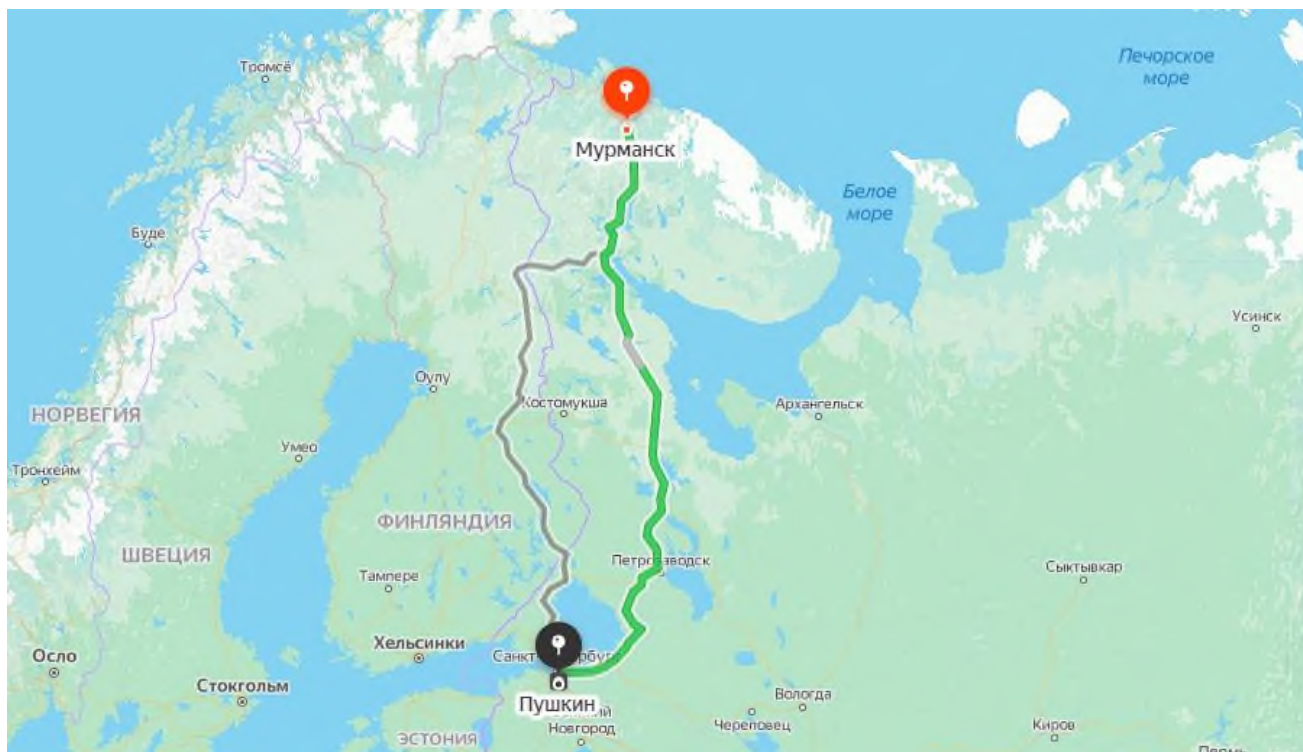 Тромсё
Печорское
море
Мурманск
Белое
море
Буде
Усинск
Оулу
Костомукша
Архангельск
НОРВЕГИЯ
Умео
Тронхейм
ФИНЛЯНДИЯ
ШВЕЦИЯ
Петрозаводск
Тампере
Сыктывкар
Хельсинки
Осло
Стокгольм
Пушкин
Вологда
Череповец
Новгород
Киров
ЭСТОНИЯ